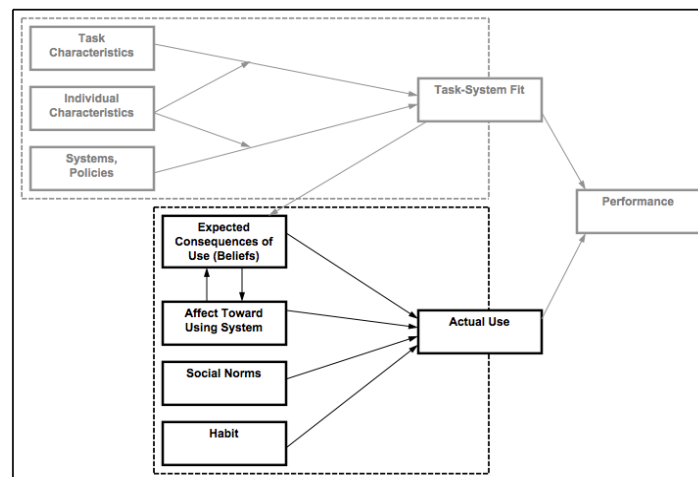 Task
Characteristics
Individual
Characteristics
Systems,
Policies
Task-System Fit
Performance
Expected
Consequences of
Use (Beliefs)
Affect Toward
Using System
Social Norms
Habit
Actual Use